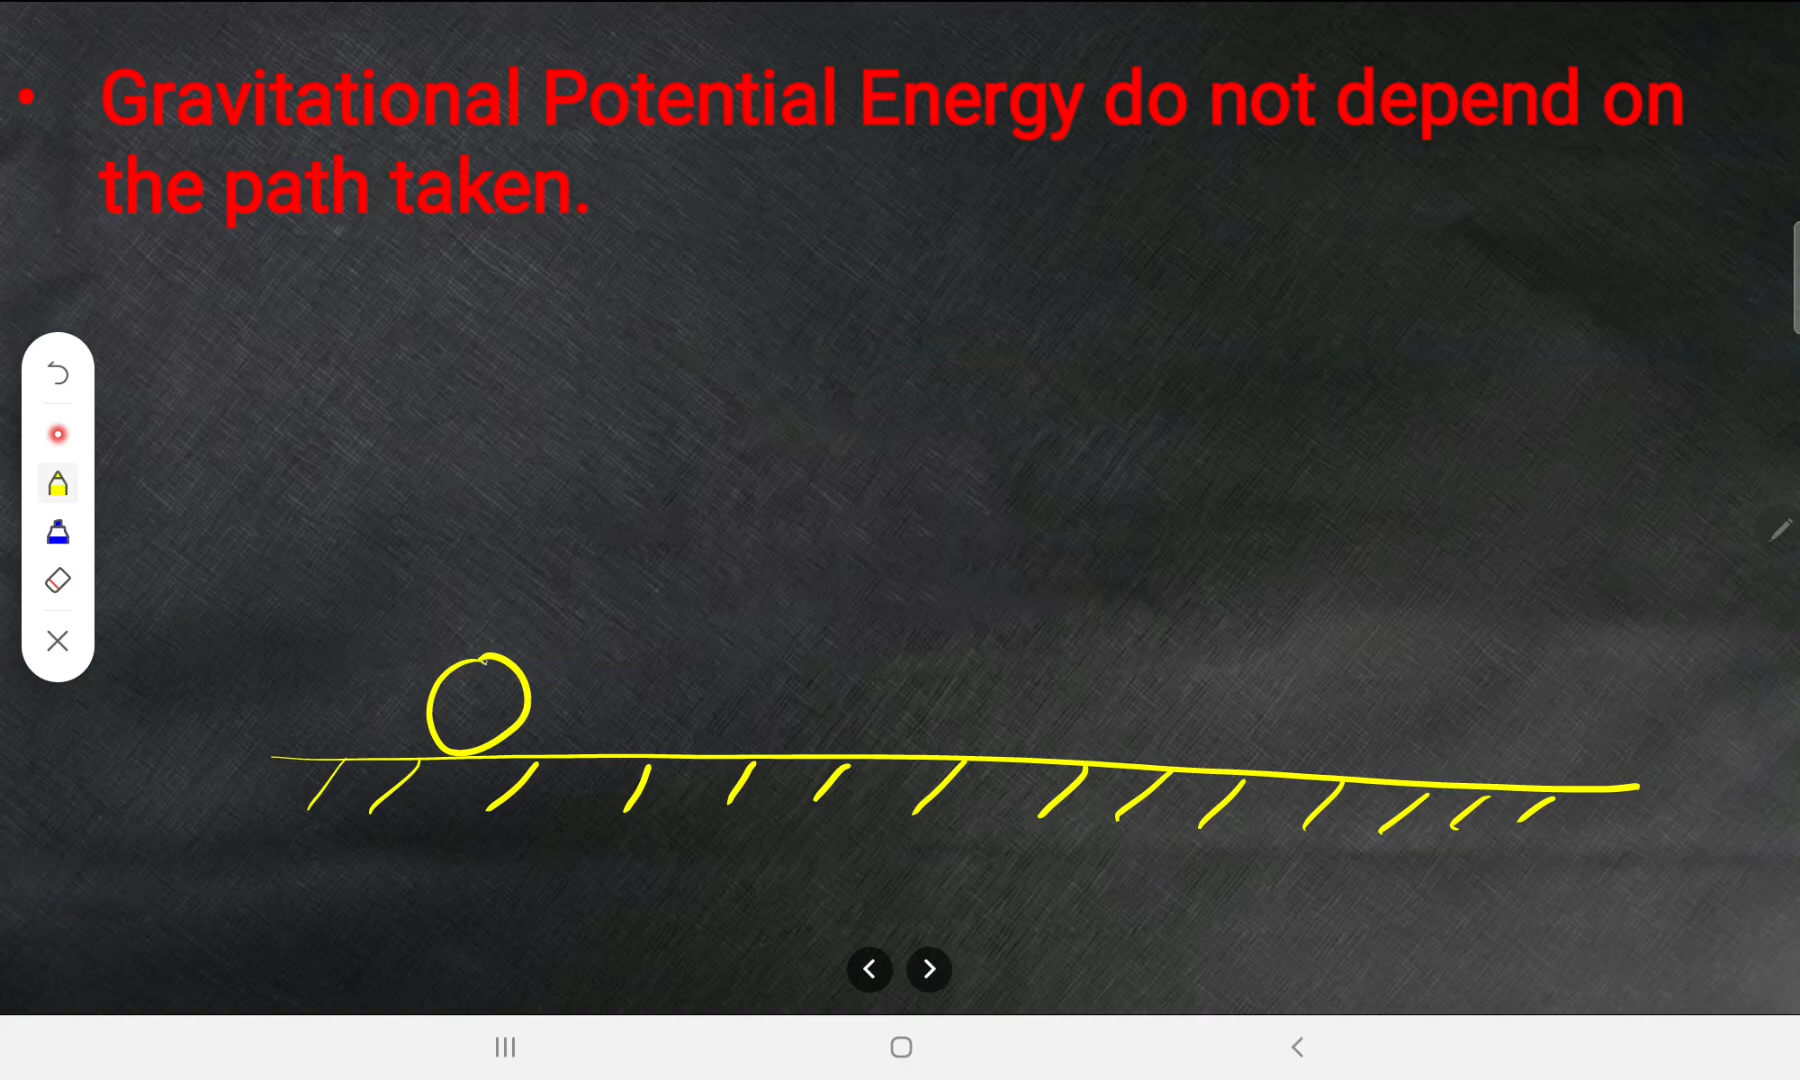 • Gravitational Potential Energy do not depend on
the path taken.